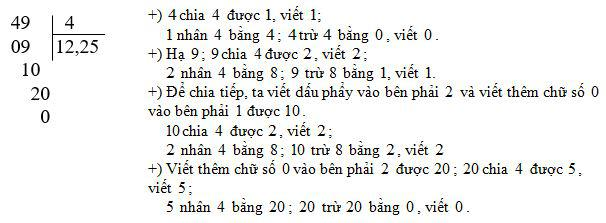 49 4
09 12,25
10
20
0
+) 4 chia 4 được 1, viết 1;
1 nhân 4 bằng 4; 4 trừ 4 bằng 0, viết 0.
+) Hạ 9; 9 chia 4 được 2, viết 2;
2 nhân 4 bằng 8; 9 trừ 8 bằng 1, viết 1.
+) Để chia tiếp, ta viết dấu phẩy vào bên phải 2 và viết thêm chữ số 0
vào bên phải 1 được 10.
10 chia 4 được 2, viết 2;
2 nhân 4 bằng 8; 10 trừ 8 bằng 2, viết 2
+) Viết thêm chữ số 0 vào bên phải 2 được 20; 20 chia 4 được 5,
viết 5;
5 nhân 4 bằng 20; 20 trừ 20 bằng 0, viết 0.